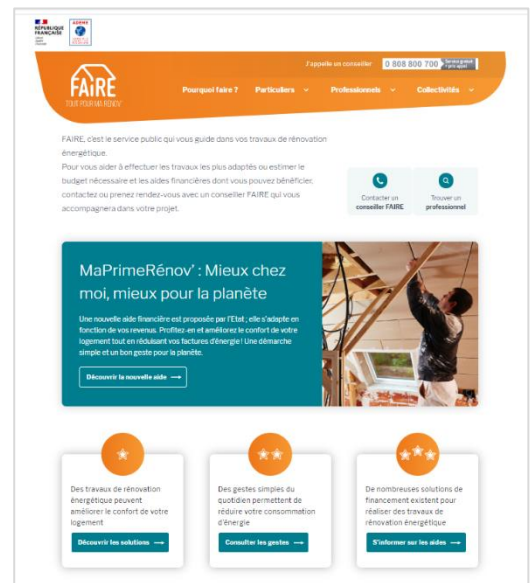 RÉPUBLIQUE
FRANÇAISE
ADEME
J'appelle un conseiller 0 808 800 700 Service gratuit
+ prix appel
FAiRE
TOUT POUR MA RÉNOV'
Pourquoi faire ? Particuliers Professionnels Collectivités
FAIRE, c'est le service public qui vous guide dans vos travaux de rénovation
énergétique.
Pour vous aider à effectuer les travaux les plus adaptés ou estimer le
budget nécessaire et les aides financières dont vous pouvez bénéficier,
contactez ou prenez rendez-vous avec un conseiller FAIRE qui vous
accompagnera dans votre projet.
Contacter un
conseiller FAIRE
Trouver un
professionnel
MaPrimeRénov' : Mieux chez
moi, mieux pour la planète
Une nouvelle aide financière est proposée par l'Etat ; elle s'adapte en
fonction de vos revenus. Profitez-en et améliorez le confort de votre
logement tout en réduisant vos factures d'énergie ! Une démarche
simple et un bon geste pour la planète.
Découvrir la nouvelle aide →
Des travaux de rénovation
énergétique peuvent
améliorer le confort de votre
logement
Découvrir les solutions →
Des gestes simples du
quotidien permettent de
réduire votre consommation
d'énergie
Consulter les gestes →
De nombreuses solutions de
financement existent pour
réaliser des travaux de
rénovation énergétique
S'informer sur les aides →